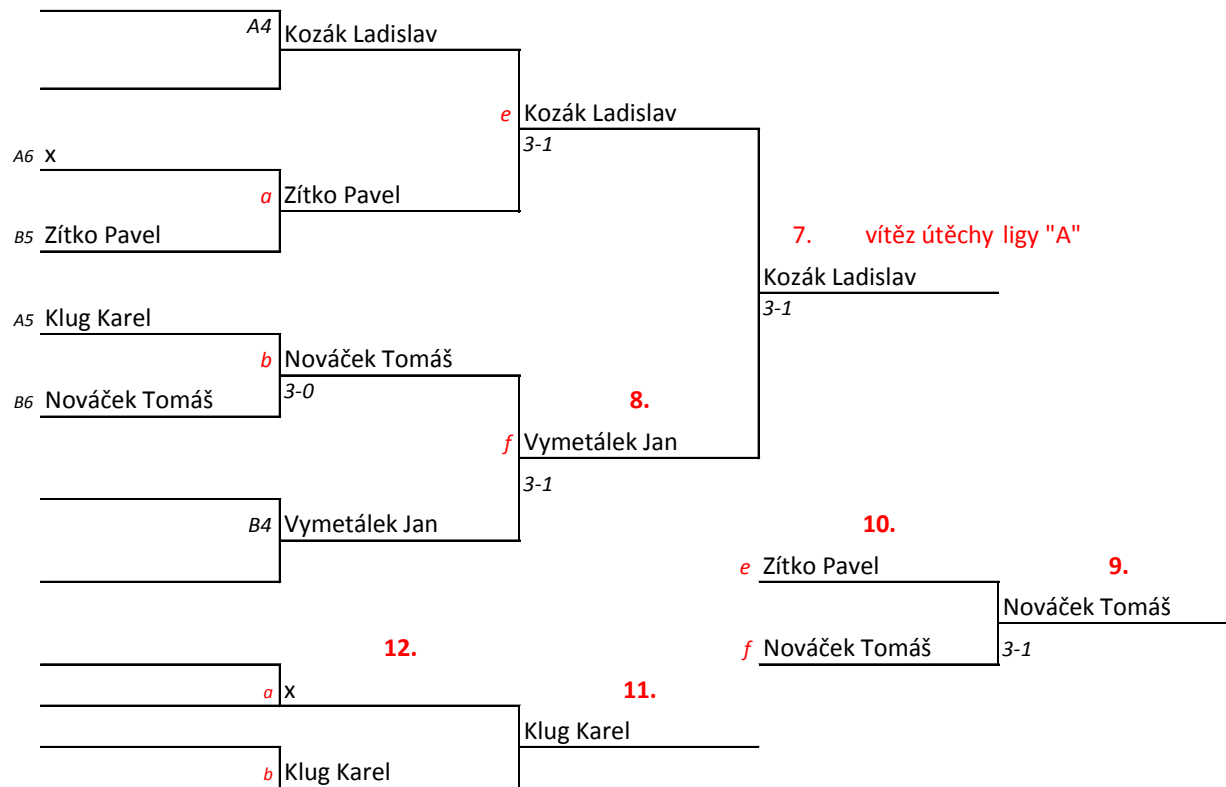 A4 Kozák Ladislav
e Kozák Ladislav
3-1
A6 x
a Zítko Pavel
B5 Zítko Pavel
7. vítěz útěchy ligy "A"
Kozák Ladislav
3-1
A5 Klug Karel
b Nováček Tomáš
3-0
B6 Nováček Tomáš
8.
f Vymetálek Jan
3-1
B4 Vymetálek Jan
10.
e Zítko Pavel
9.
Nováček Tomáš
3-1
f Nováček Tomáš
12.
a x
11.
Klug Karel
b Klug Karel